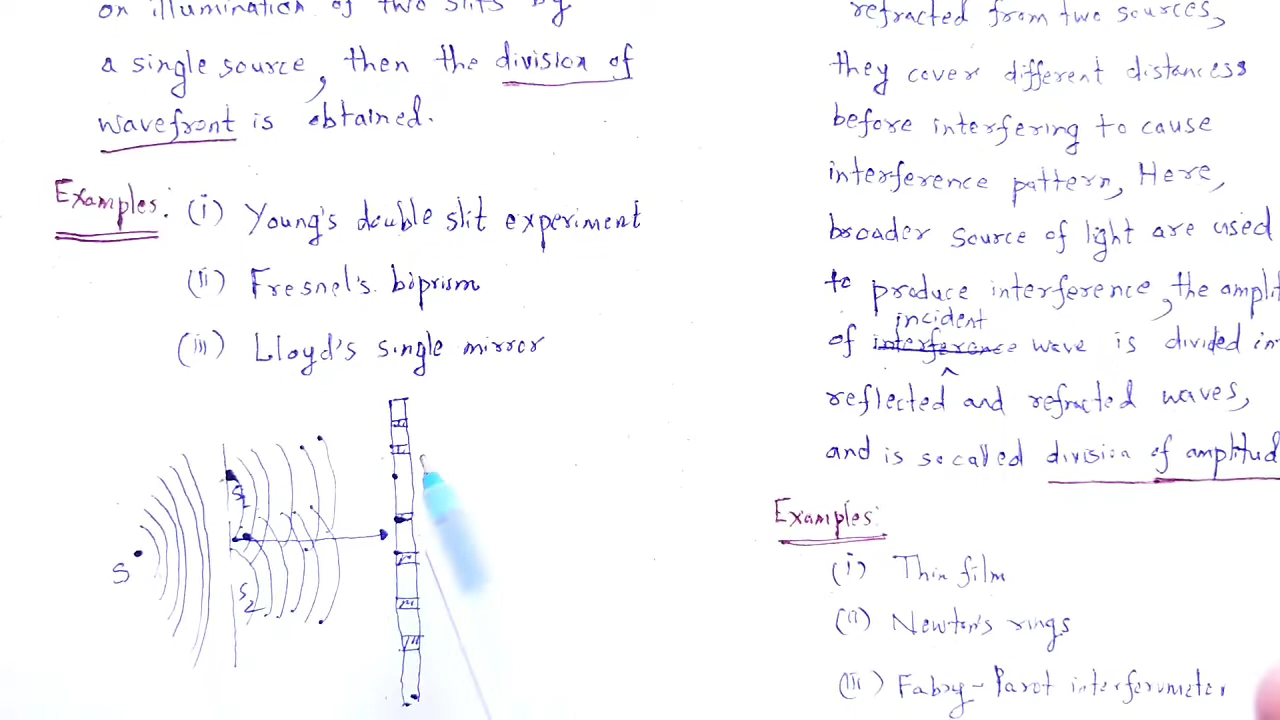 on illumination of two slits by
a single source, then the division of
wavefront is obtained.
Examples: (i) Young's double slit experiment
(ii) Fresnel's biprism
(iii) Lloyd's single mirror
S
S1
S2
refracted from two sources,
they cover different distancess
before interfering to cause
interference pattern, Here,
broader source of light are used
to produce interference, the amplit
incident
of interference wave is divided in
reflected and refracted waves,
and is so called division of amplitud
Examples:
(i) Thin film
(ii) Newton's rings
(iii) Fabry-Parot interferometer